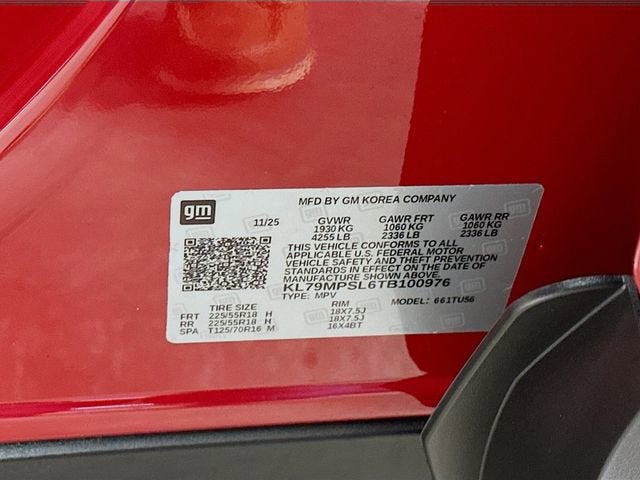 gm
MFD BY GM KOREA COMPANY
11/25 GVWR GAWR FRT GAWR RR
1930 KG 1060 KG 1060 KG
4255 LB 2336 LB 2336 LB
THIS VEHICLE CONFORMS TO ALL
APPLICABLE U.S. FEDERAL MOTOR
VEHICLE SAFETY AND THEFT PREVENTION
STANDARDS IN EFFECT ON THE DATE OF
MANUFACTURE SHOWN ABOVE.
KL79MPSL6TB100976
TYPE: MPV MODEL: 661TU56
TIRE SIZE RIM
FRT 225/55R18 H 18X7.5J
RR 225/55R18 H 18X7.5J
SPA T125/70R16 M 16X4BT